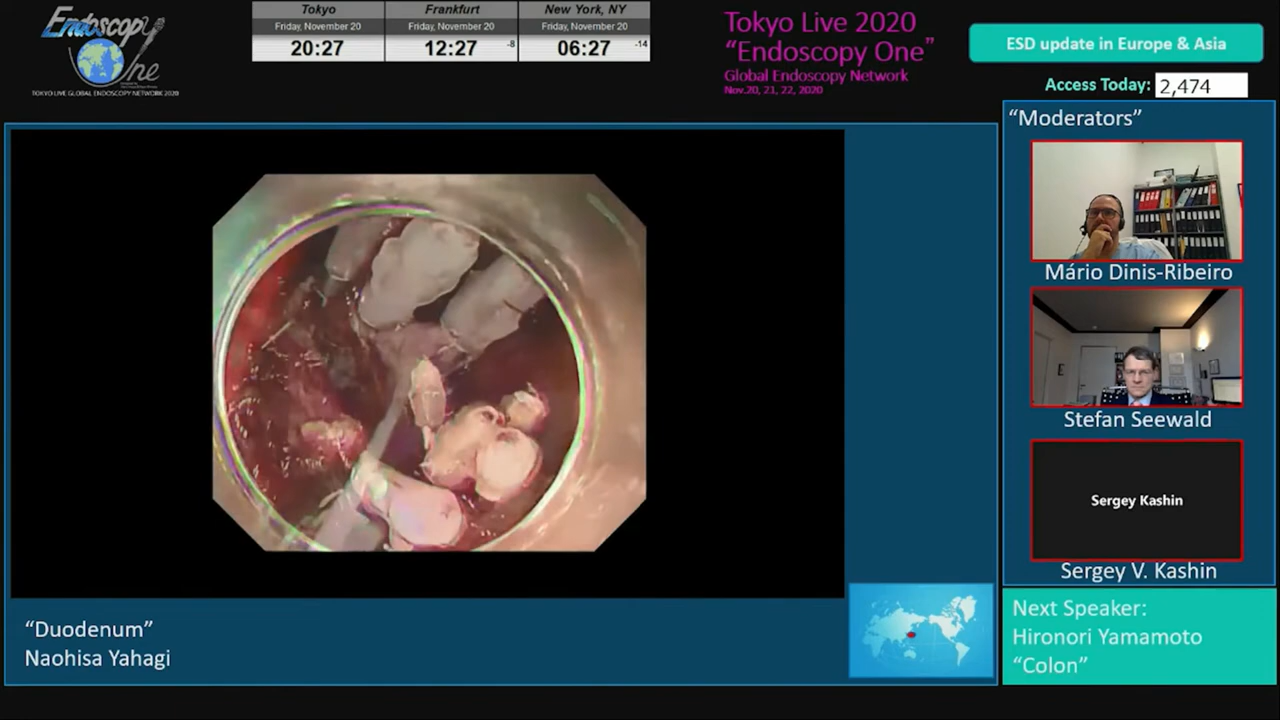 Endoscopy
One
TOKYO LIVE GLOBAL ENDOSCOPY NETWORK 2020
Tokyo
Friday, November 20
20:27
Frankfurt
Friday, November 20
12:27
-8
New York, NY
Friday, November 20
06:27
-14
Tokyo Live 2020
“Endoscopy One”
Global Endoscopy Network
Nov.20, 21, 22, 2020
ESD update in Europe & Asia
Access Today: 2,474
“Moderators”
Mário Dinis-Ribeiro
Stefan Seewald
Sergey Kashin
Sergey V. Kashin
“Duodenum”
Naohisa Yahagi
Next Speaker:
Hironori Yamamoto
“Colon”